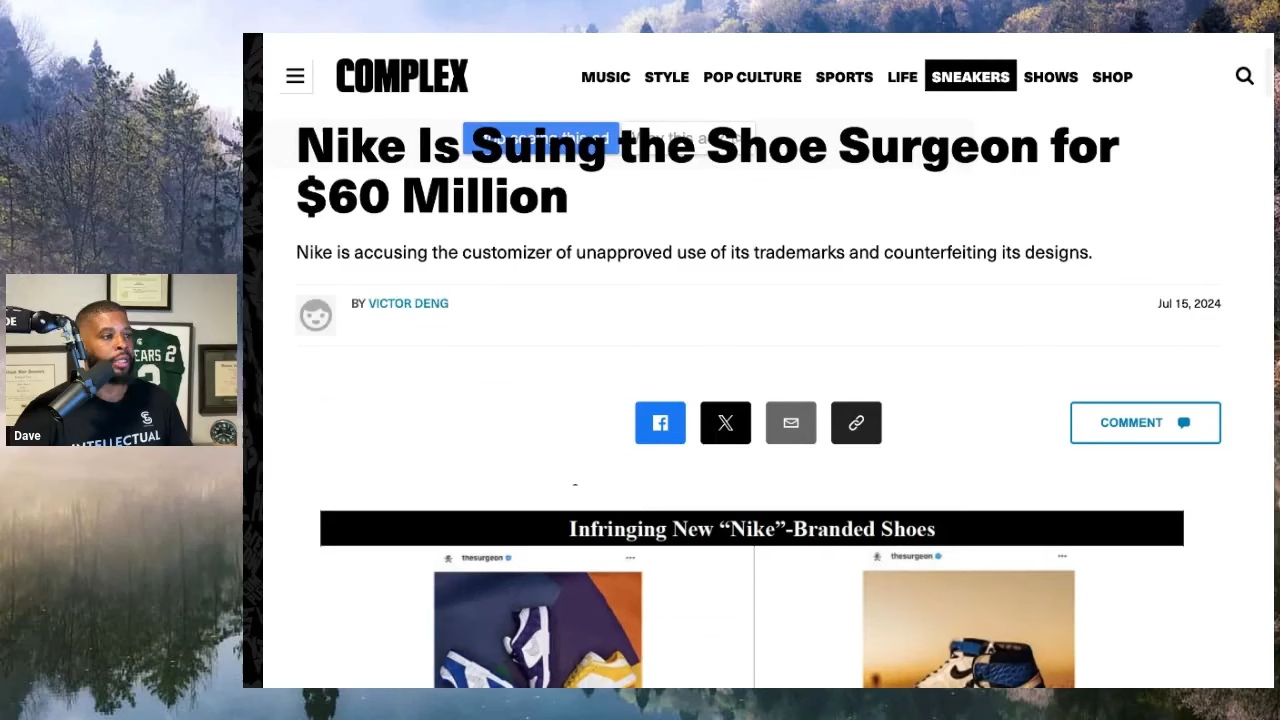 COMPLEX
MUSIC STYLE POP CULTURE SPORTS LIFE SNEAKERS SHOWS SHOP
Nike Is Suing the Shoe Surgeon for
$60 Million
Nike is accusing the customizer of unapproved use of its trademarks and counterfeiting its designs.
BY VICTOR DENG
Jul 15, 2024
COMMENT
Infringing New “Nike”-Branded Shoes
thesurgeon
thesurgeon
EARS 2
Dave